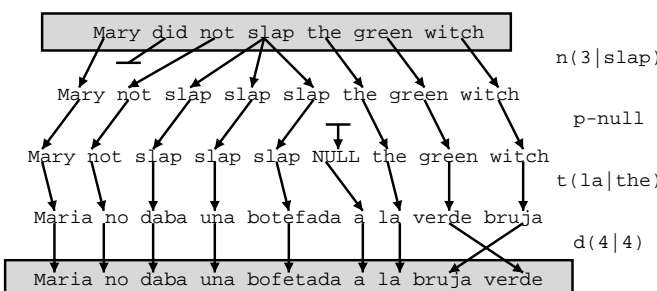 Mary did not slap the green witch
n(3|slap)
Mary not slap slap slap the green witch
p-null
Mary not slap slap slap NULL the green witch
t(la|the)
Maria no daba una botefada a la verde bruja
d(4|4)
Maria no daba una bofetada a la bruja verde